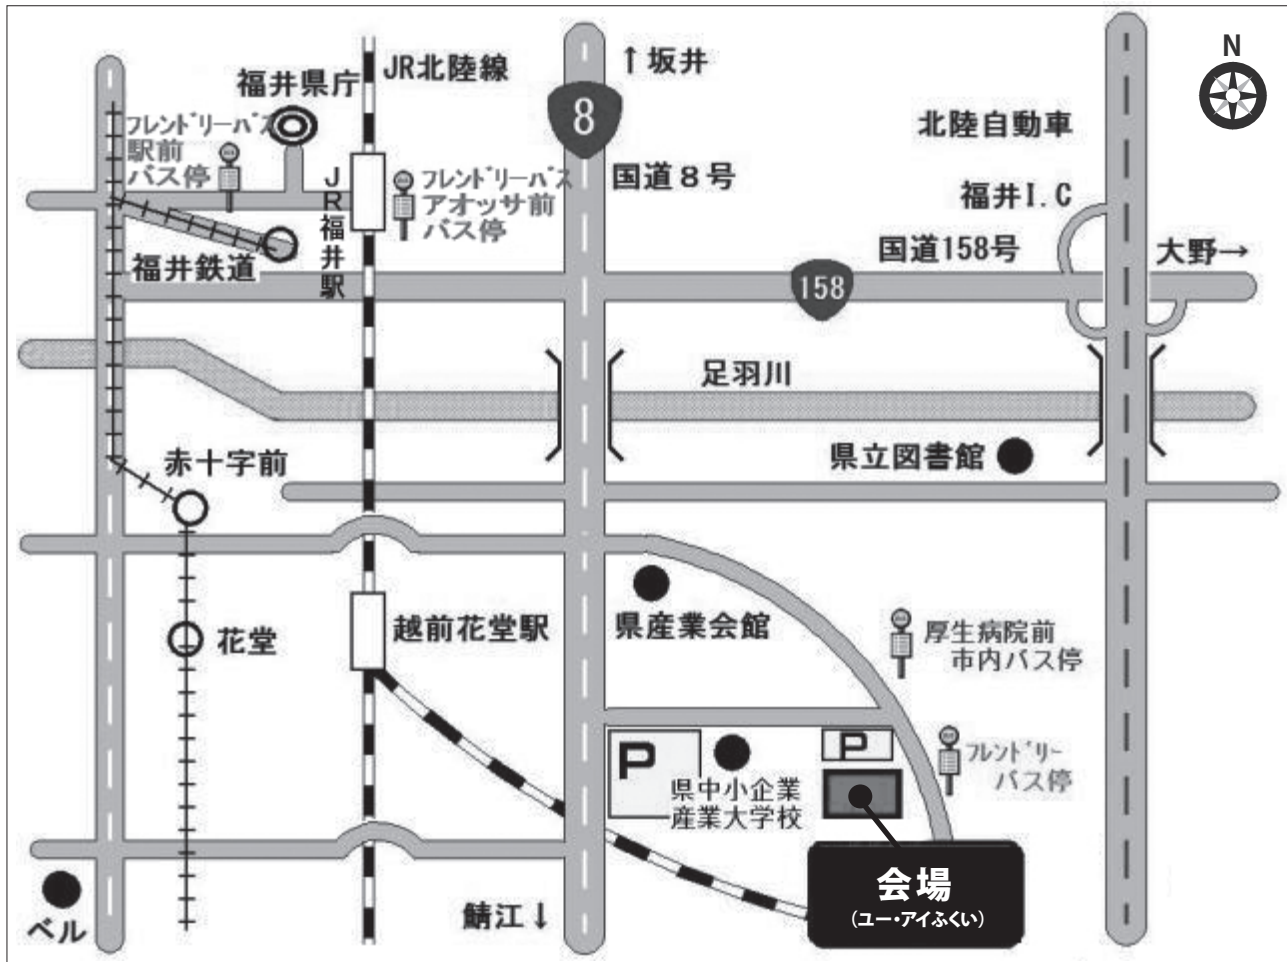 N
↑坂井
JR北陸線
福井県庁
8
北陸自動車
フレンドリーバス
駅前
バス停
フレンドリーバス
アオッサ前
バス停
国道8号
福井I.C
JR福井駅
国道158号
大野→
福井鉄道
158
足羽川
県立図書館
赤十字前
花堂
越前花堂駅
県産業会館
厚生病院前
市内バス停
P
P
フレンドリー
バス停
県中小企業
産業大学校
会場
(ユー・アイふくい)
ベル
鯖江↓